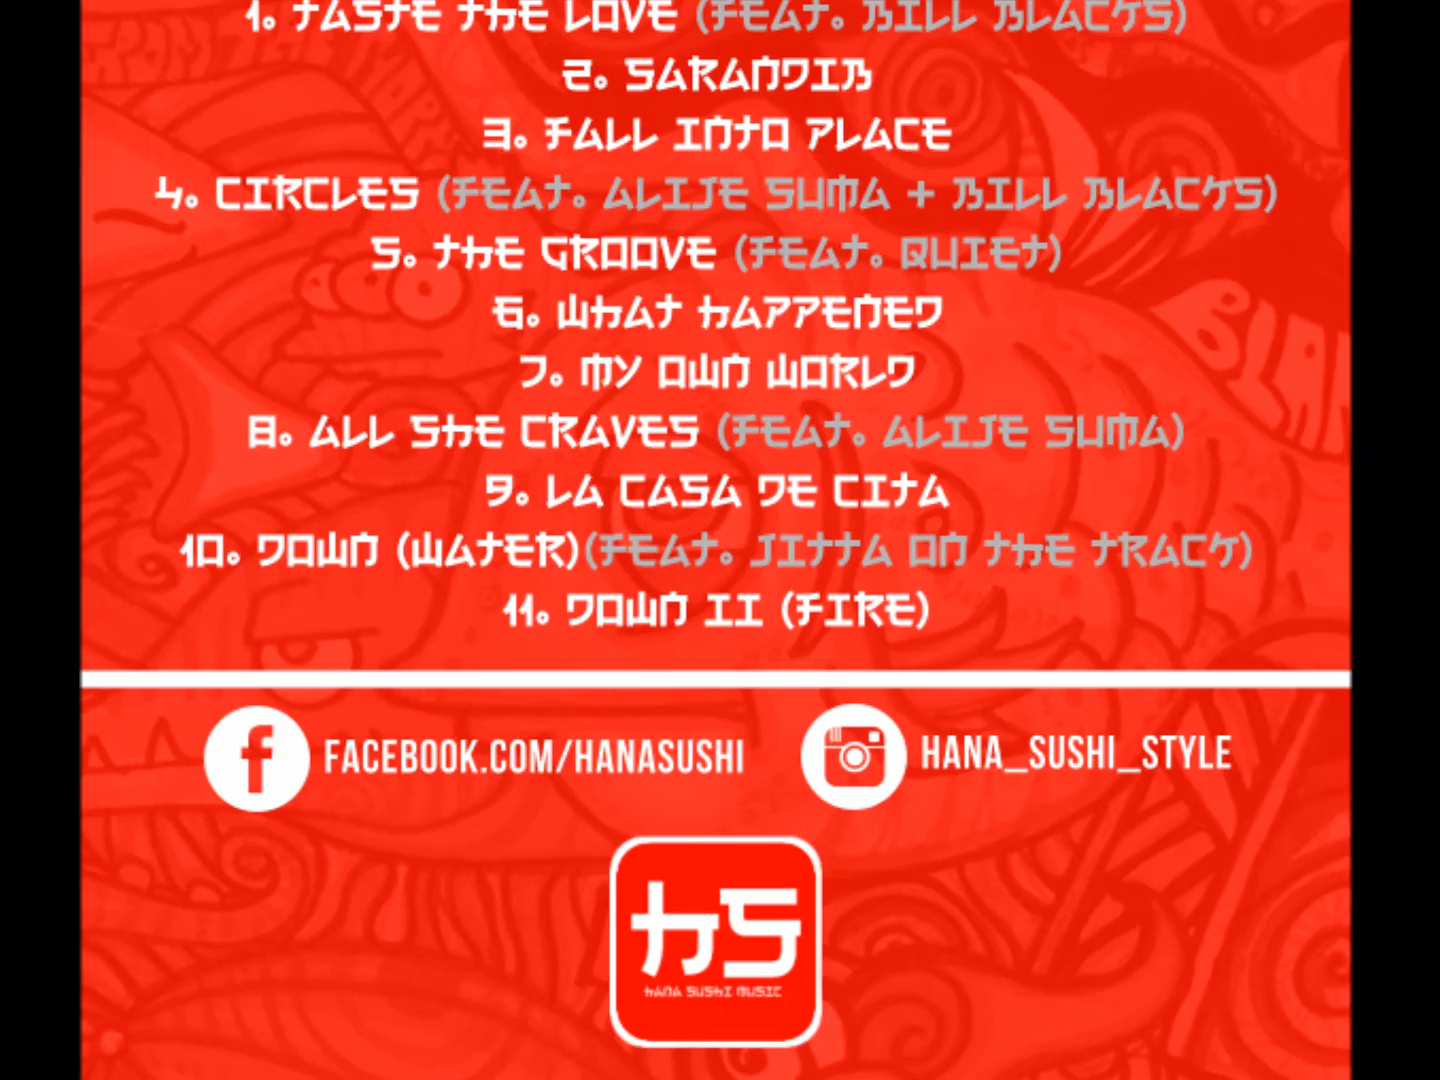 1. TASTE THE LOVE (FEAT. BILL BLACKS)
2. SARANDIB
3. FALL INTO PLACE
4. CIRCLES (FEAT. ALIJE SUMA + BILL BLACKS)
5. THE GROOVE (FEAT. QUIET)
6. WHAT HAPPENED
7. MY OWN WORLD
8. ALL SHE CRAVES (FEAT. ALIJE SUMA)
9. LA CASA DE CITA
10. DOWN (WATER)(FEAT. JITTA ON THE TRACK)
11. DOWN II (FIRE)
FACEBOOK.COM/HANASUSHI
HANA_SUSHI_STYLE
HS
HANA SUSHI MUSIC